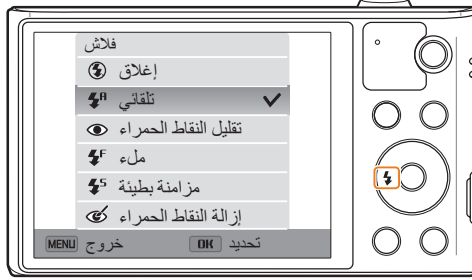 فلاش
إغلاق
تلقائي
تقليل النقاط الحمراء
ملء
مزامنة بطيئة
إزالة النقاط الحمراء
تحديد OK خروج MENU